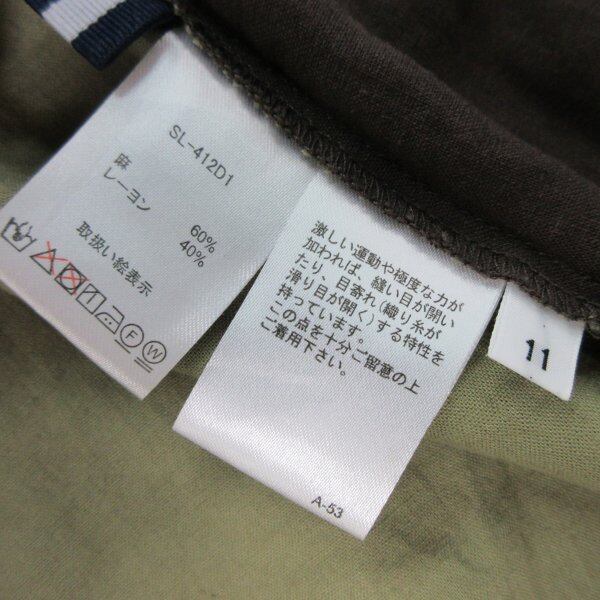 SL-412D1
麻 60%
レーヨン 40%
取扱い絵表示
F W
激しい運動や極度な力が
加われば、縫い目が開い
たり、目寄れ(織り糸が
滑り目が開く)する特性を
持っています。
この点を十分ご留意の上
ご着用下さい。
A-53
11